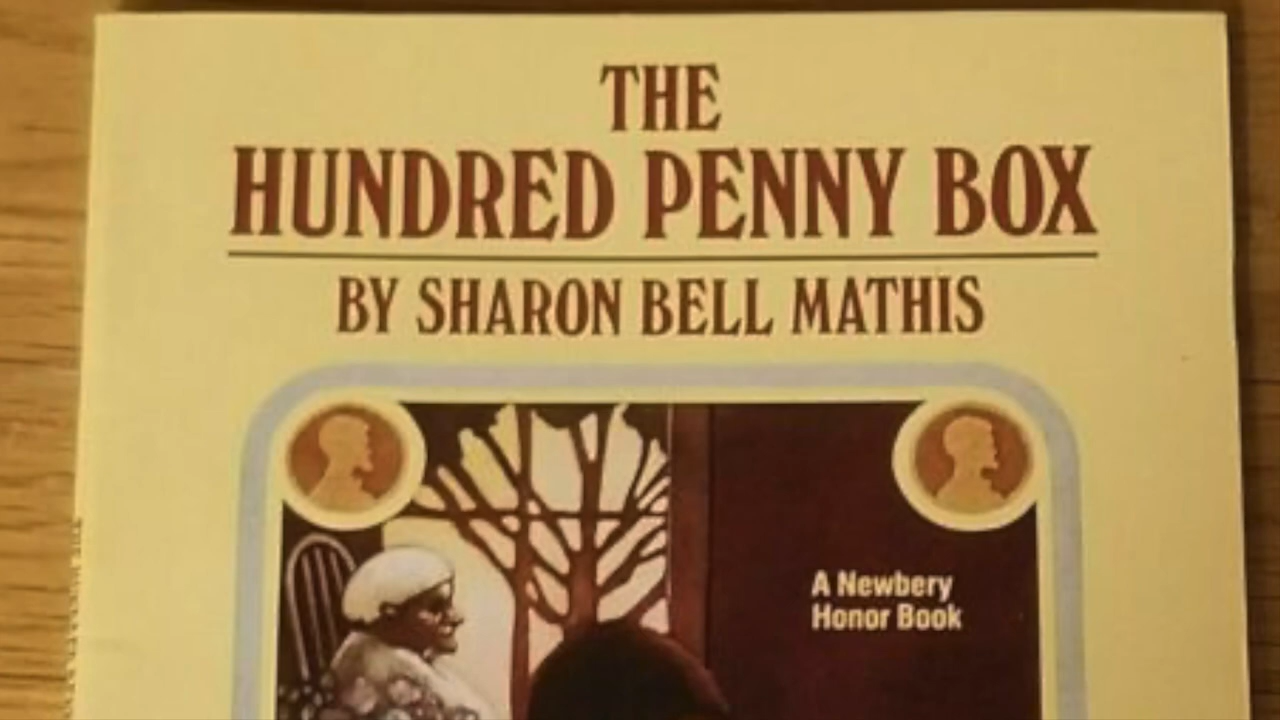 THE
HUNDRED PENNY BOX
BY SHARON BELL MATHIS
A Newbery
Honor Book